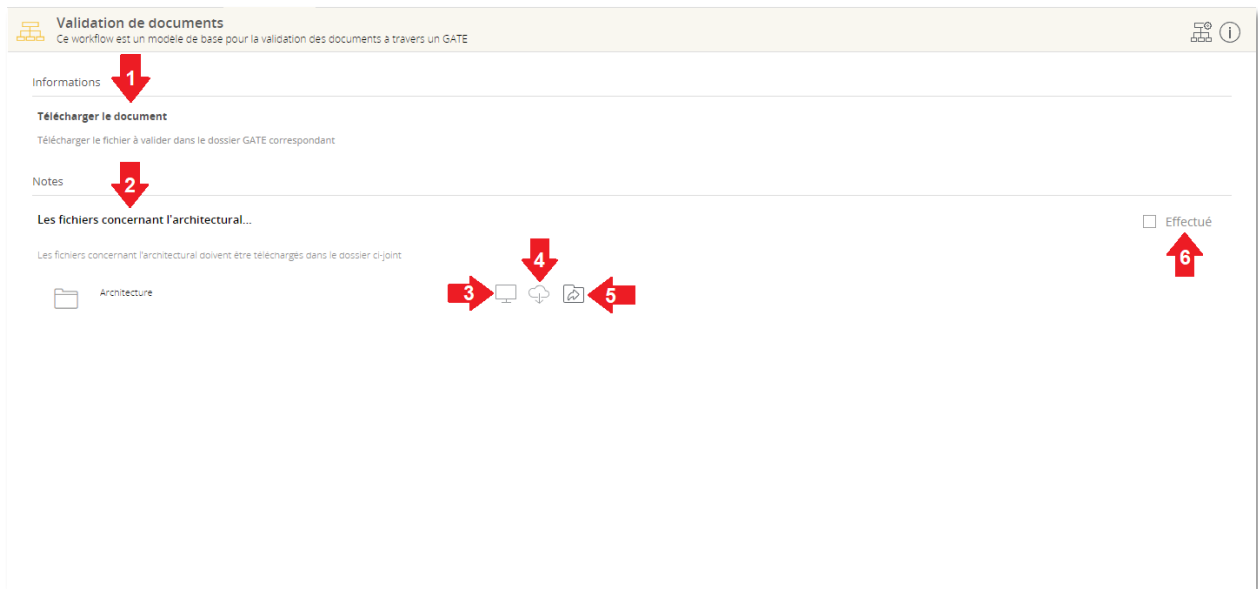 Validation de documents
Ce workflow est un modèle de base pour la validation des documents à travers un GATE
1
Informations
Télécharger le document
Télécharger le fichier à valider dans le dossier GATE correspondant
2
Notes
Les fichiers concernant l'architectural...
Effectué
Les fichiers concernant l'architectural doivent être téléchargés dans le dossier ci-joint
4
6
Architecture
3
5